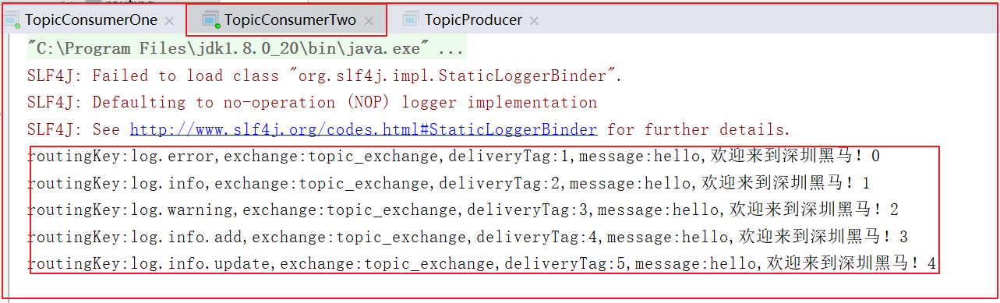 TopicConsumerOne × TopicConsumerTwo × TopicProducer ×
"C:\Program Files\jdk1.8.0_20\bin\java.exe" ...
SLF4J: Failed to load class "org.slf4j.impl.StaticLoggerBinder".
SLF4J: Defaulting to no-operation (NOP) logger implementation
SLF4J: See http://www.slf4j.org/codes.html#StaticLoggerBinder for further details.
routingKey:log.error,exchange:topic_exchange,deliveryTag:1,message:hello,欢迎来到深圳黑马！0
routingKey:log.info,exchange:topic_exchange,deliveryTag:2,message:hello,欢迎来到深圳黑马！1
routingKey:log.warning,exchange:topic_exchange,deliveryTag:3,message:hello,欢迎来到深圳黑马！2
routingKey:log.info.add,exchange:topic_exchange,deliveryTag:4,message:hello,欢迎来到深圳黑马！3
routingKey:log.info.update,exchange:topic_exchange,deliveryTag:5,message:hello,欢迎来到深圳黑马！4